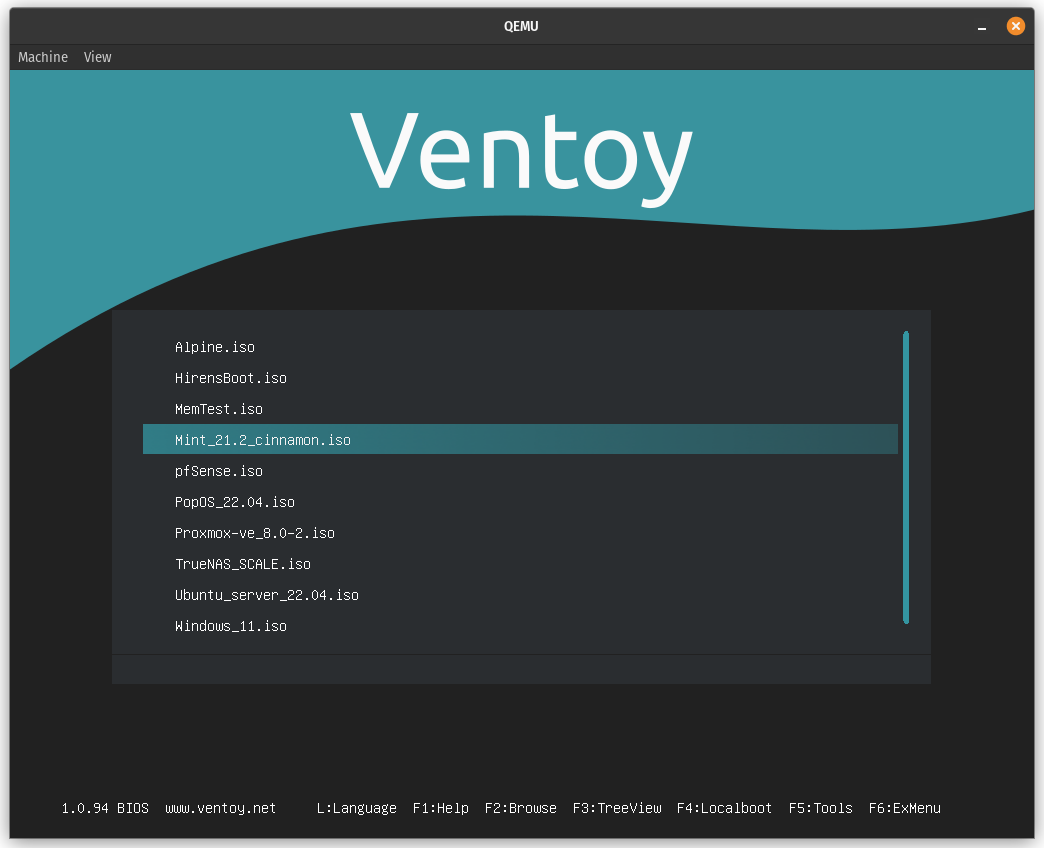 QEMU
Machine View
Ventoy
Alpine.iso
HirensBoot.iso
MemTest.iso
Mint_21.2_cinnamon.iso
pfSense.iso
PopOS_22.04.iso
Proxmox-ve_8.0-2.iso
TrueNAS_SCALE.iso
Ubuntu_server_22.04.iso
Windows_11.iso
1.0.94 BIOS www.ventoy.net L:Language F1:Help F2:Browse F3:TreeView F4:Localboot F5:Tools F6:ExMenu